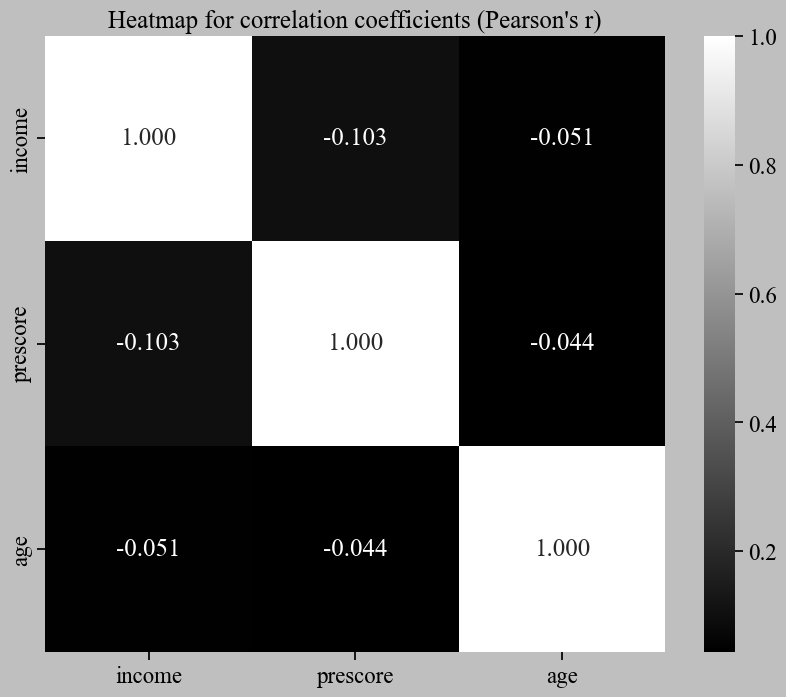 Heatmap for correlation coefficients (Pearson's r)
income
1.000
-0.103
-0.051
prescore
-0.103
1.000
-0.044
age
-0.051
-0.044
1.000
income
prescore
age
1.0
0.8
0.6
0.4
0.2